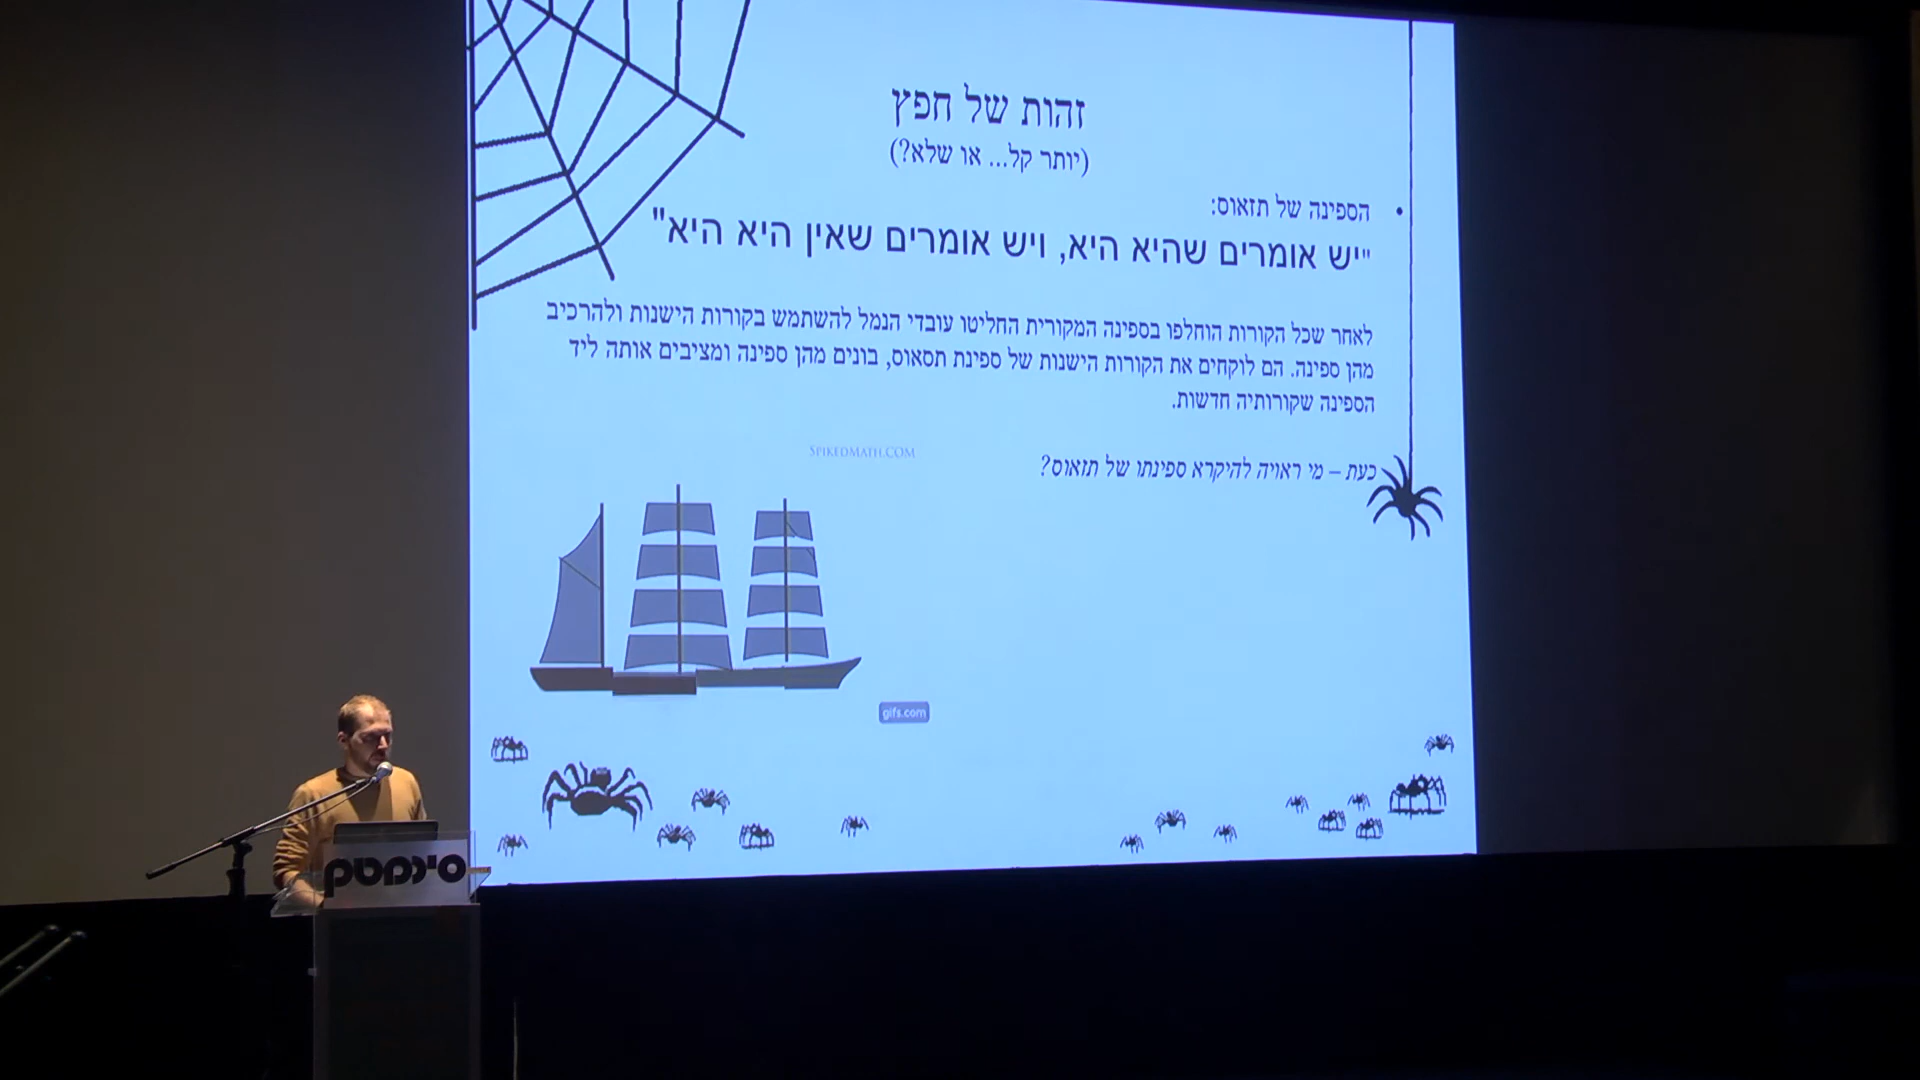 זהות של חפץ
(יותר קל... או שלא?)
• הספינה של תזאוס:
"יש אומרים שהיא היא, ויש אומרים שאין היא היא"
לאחר שכל הקורות הוחלפו בספינה המקורית החליטו עובדי הנמל להשתמש בקורות הישנות ולהרכיב
מהן ספינה. הם לוקחים את הקורות הישנות של ספינת תסאוס, בונים מהן ספינה ומציבים אותה ליד
הספינה שקורותיה חדשות.
SPIKEDMATH.COM
כעת – מי ראויה להיקרא ספינתו של תזאוס?
gifs.com
סינמטק